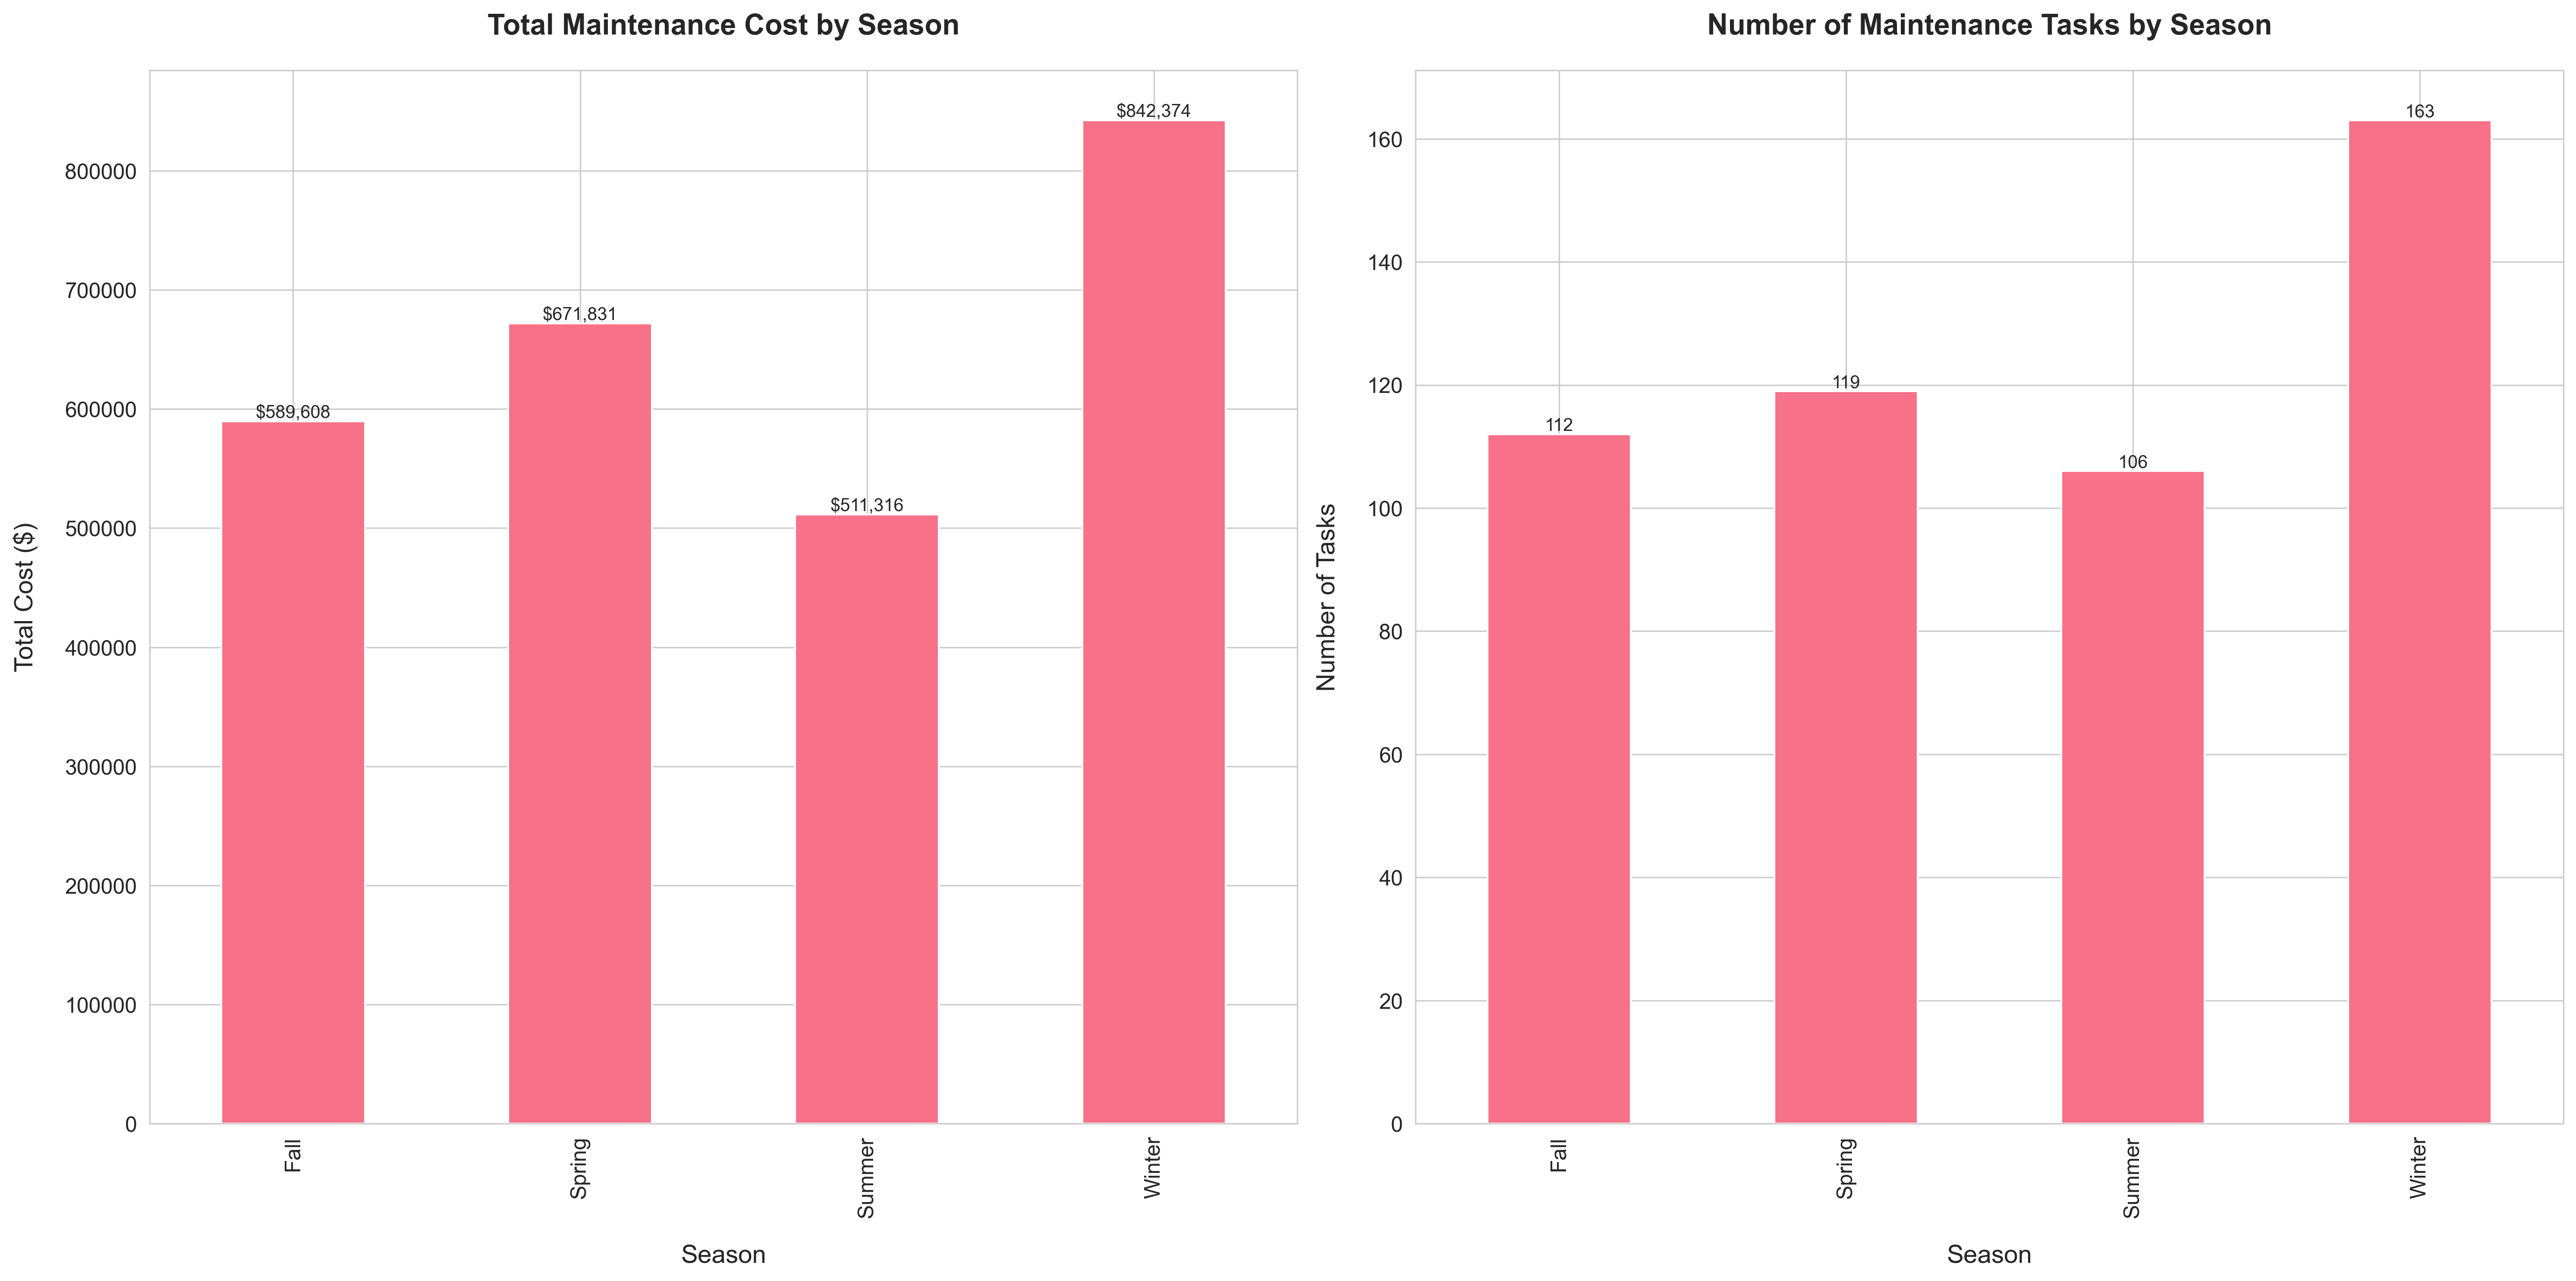 Total Maintenance Cost by Season
Total Cost ($)
800000
700000
600000
500000
400000
300000
200000
100000
0
$589,608
$671,831
$511,316
$842,374
Fall
Spring
Summer
Winter
Season
Number of Maintenance Tasks by Season
Number of Tasks
160
140
120
100
80
60
40
20
0
112
119
106
163
Fall
Spring
Summer
Winter
Season